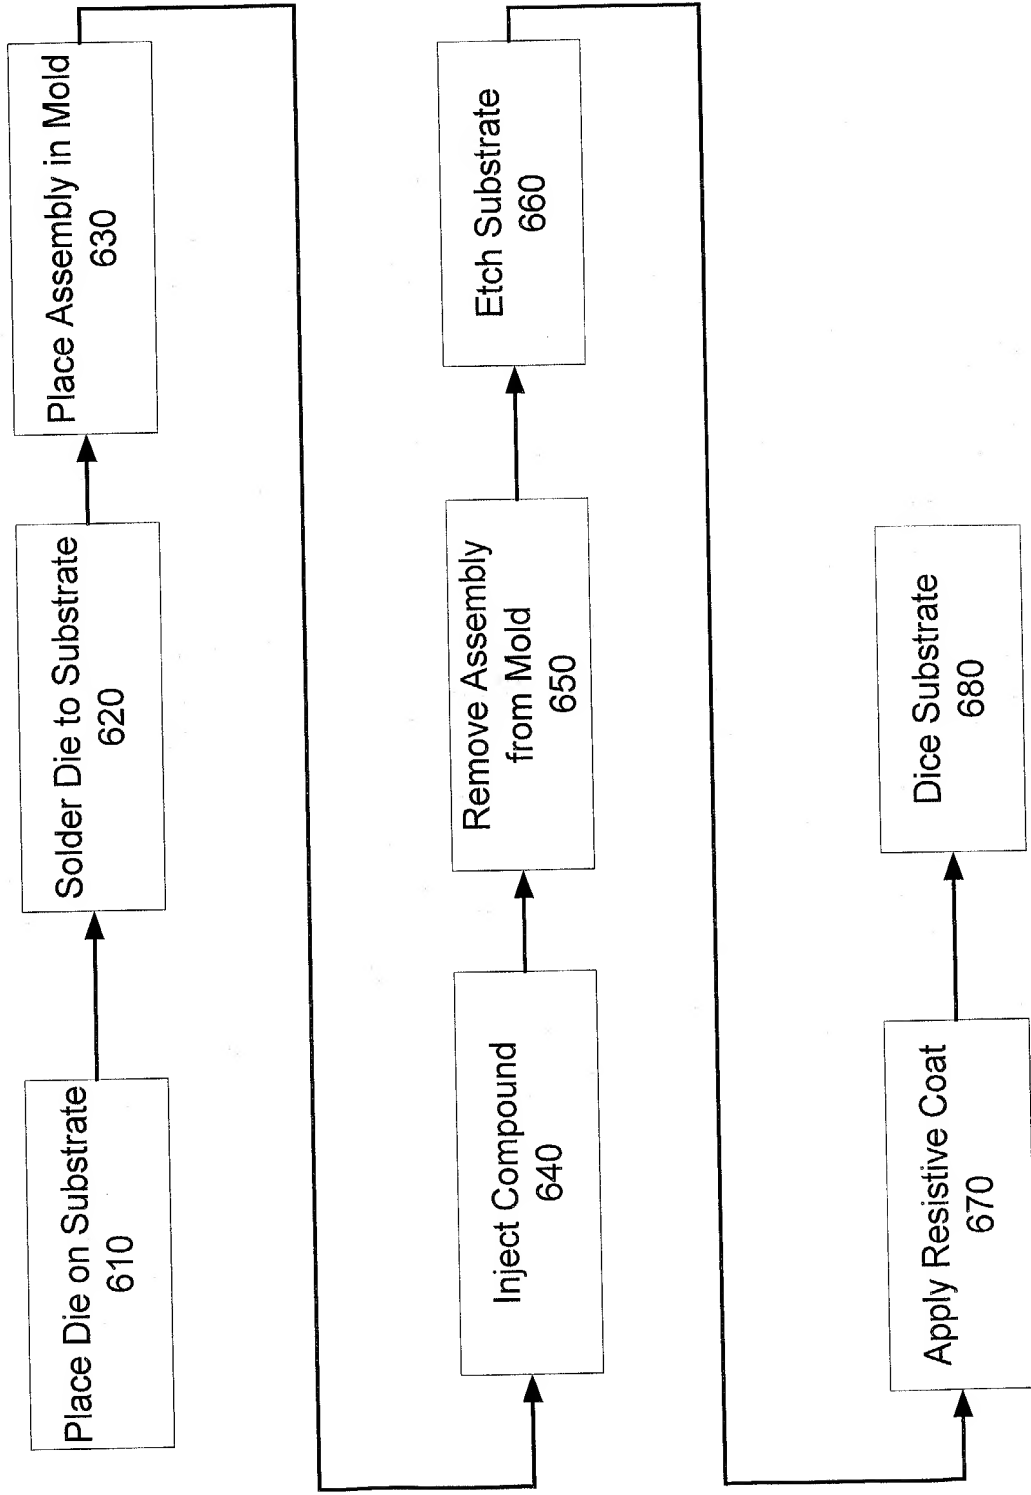 Place Die on Substrate
610
Solder Die to Substrate
620
Place Assembly in Mold
630
Inject Compound
640
Remove Assembly
from Mold
650
Etch Substrate
660
Apply Resistive Coat
670
Dice Substrate
680